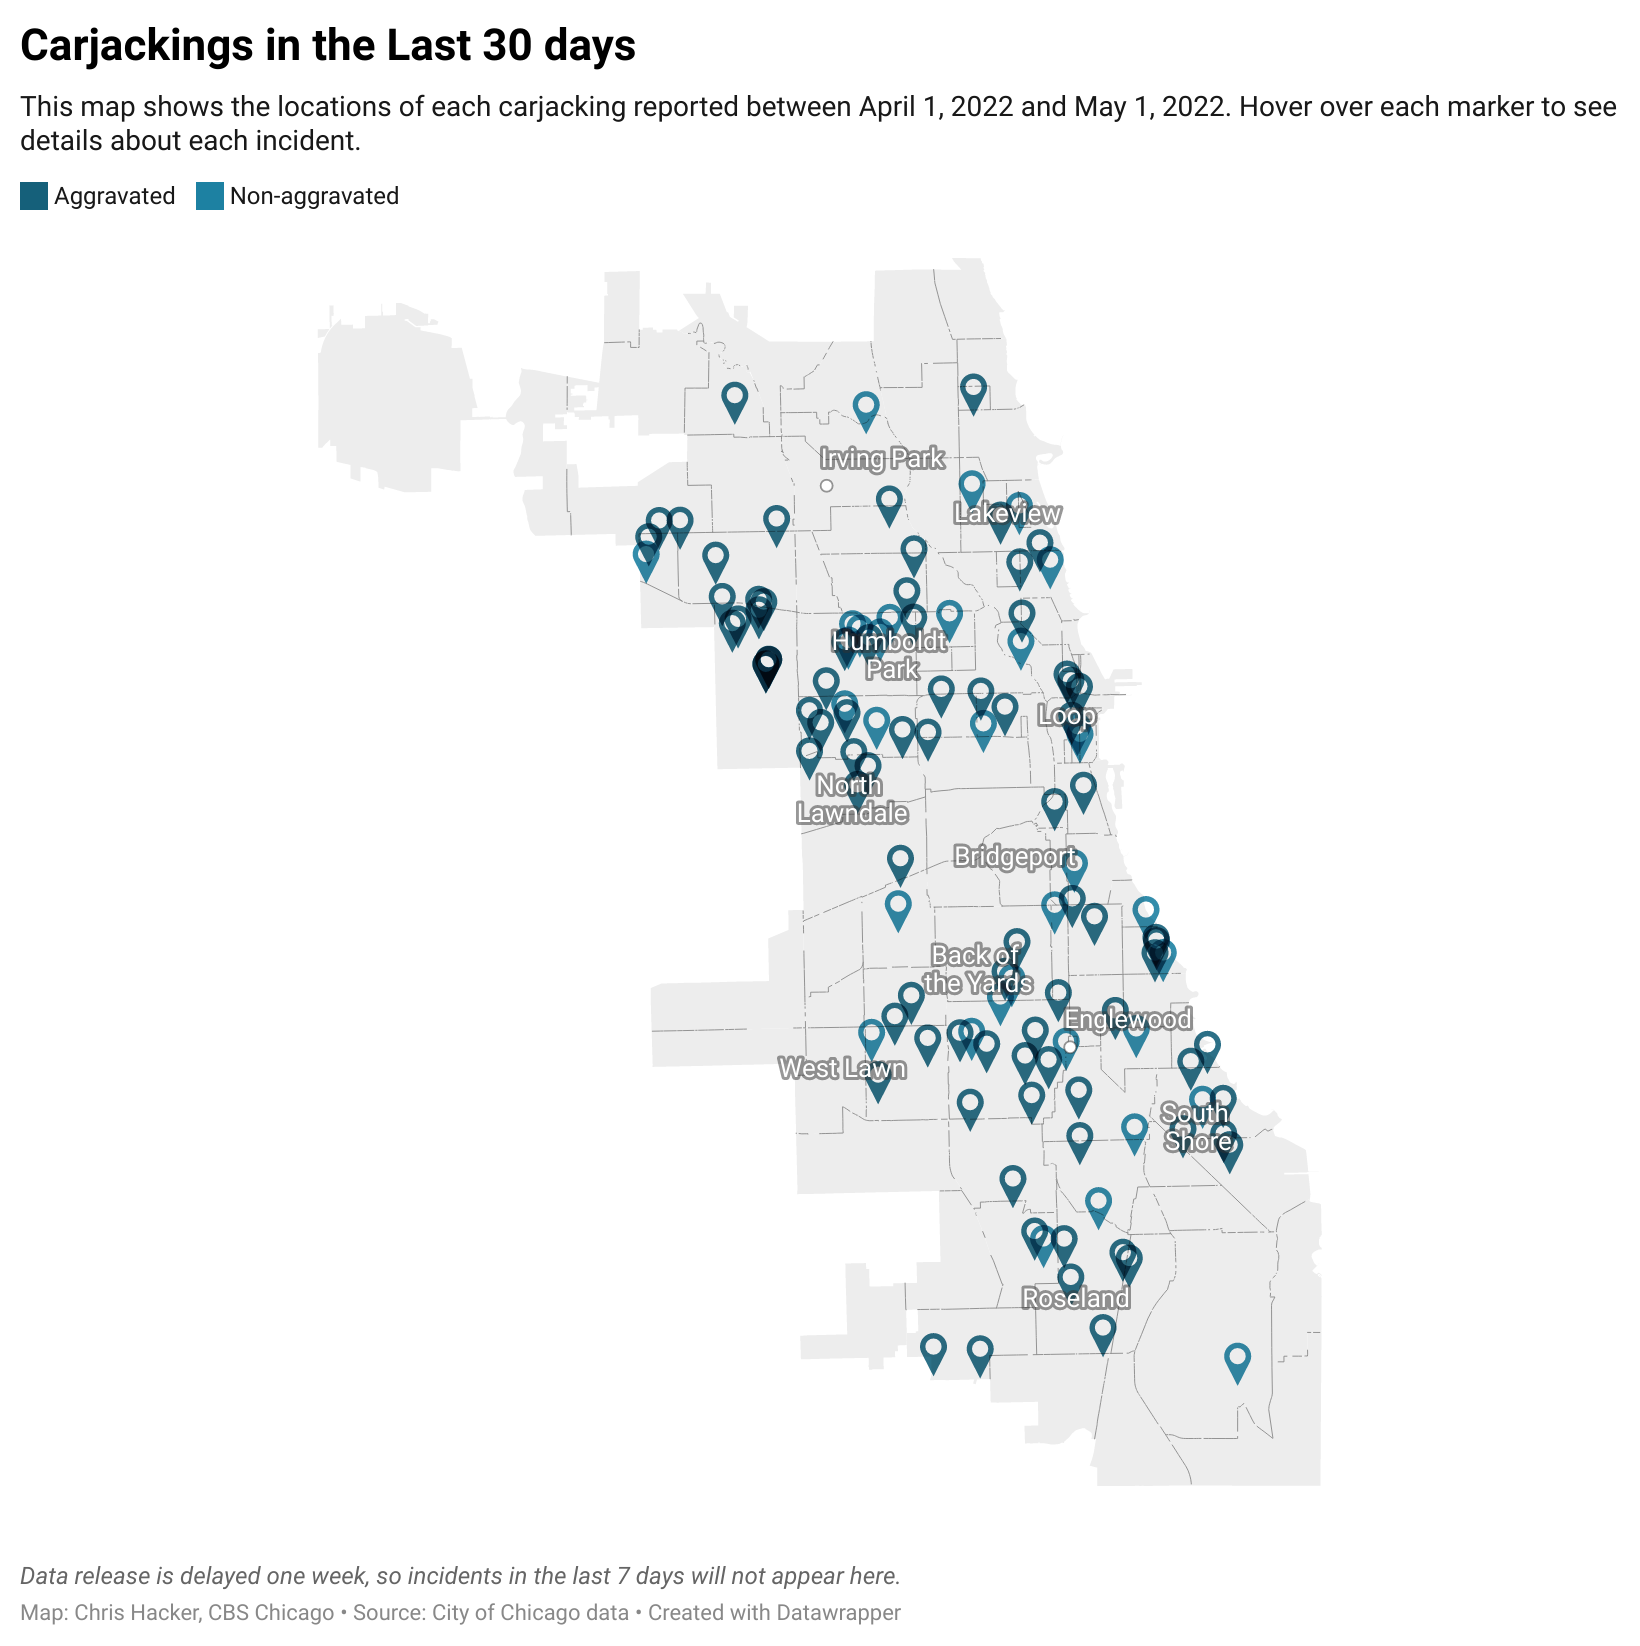 Carjackings in the Last 30 days
This map shows the locations of each carjacking reported between April 1, 2022 and May 1, 2022. Hover over each marker to see
details about each incident.
Aggravated Non-aggravated
Irving Park
Lakeview
Humboldt
Park
Loop
North
Lawndale
Bridgeport
Back of
the Yards
Englewood
West Lawn
South
Shore
Roseland
Data release is delayed one week, so incidents in the last 7 days will not appear here.
Map: Chris Hacker, CBS Chicago • Source: City of Chicago data • Created with Datawrapper